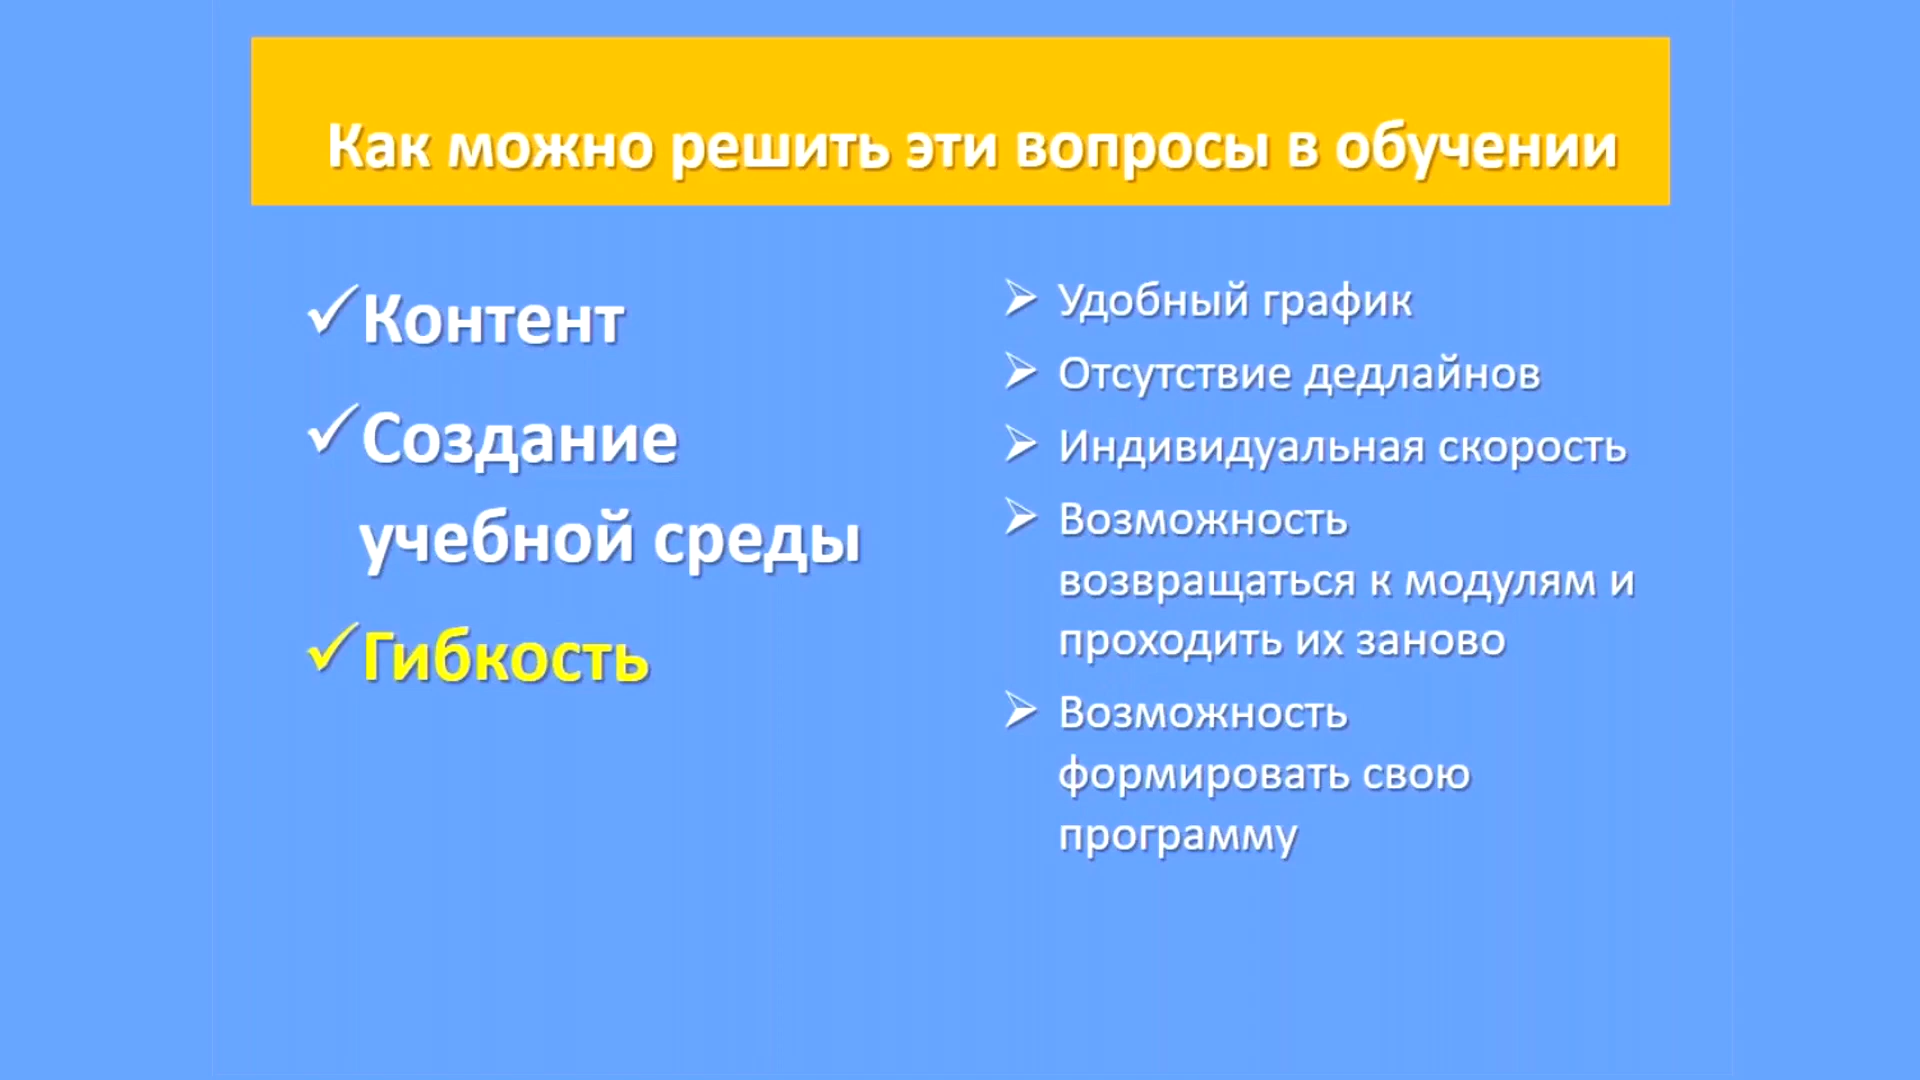 Как можно решить эти вопросы в обучении
Контент
Создание
учебной среды
Гибкость
Удобный график
Отсутствие дедлайнов
Индивидуальная скорость
Возможность
возвращаться к модулям и
проходить их заново
Возможность
формировать свою
программу